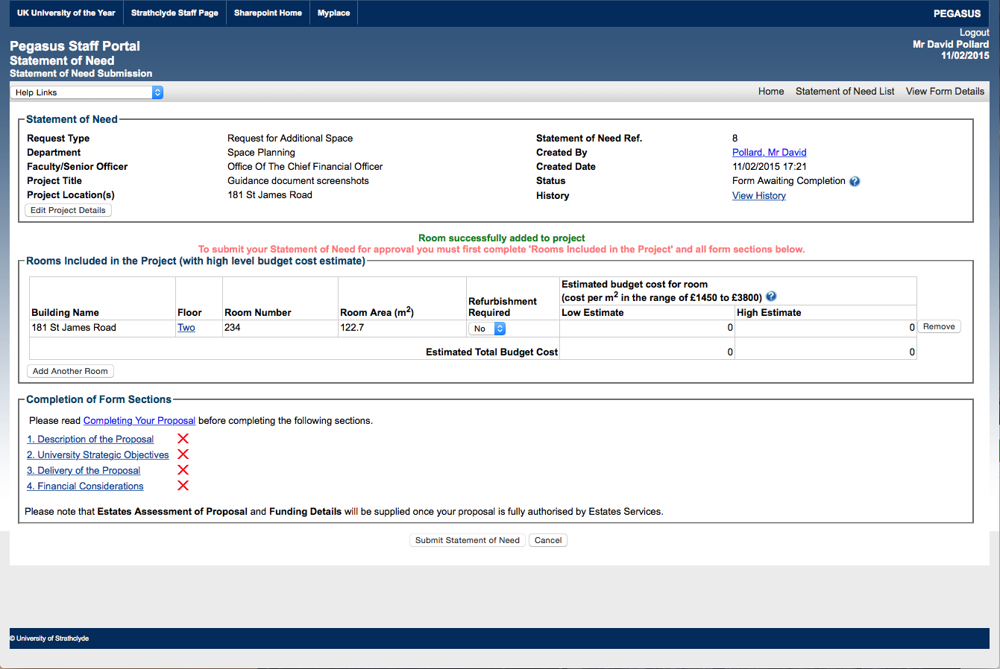 UK University of the Year Strathclyde Staff Page Sharepoint Home Myplace PEGASUS
Logout
Pegasus Staff Portal Mr David Pollard
Statement of Need 11/02/2015
Statement of Need Submission
Help Links Home Statement of Need List View Form Details
Statement of Need
Request Type Request for Additional Space Statement of Need Ref. 8
Department Space Planning Created By Pollard, Mr David
Faculty/Senior Officer Office Of The Chief Financial Officer Created Date 11/02/2015 17:21
Project Title Guidance document screenshots Status Form Awaiting Completion ?
Project Location(s) 181 St James Road History View History
Edit Project Details
Room successfully added to project
To submit your Statement of Need for approval you must first complete 'Rooms Included in the Project' and all form sections below.
Rooms Included in the Project (with high level budget cost estimate)
Estimated budget cost for room
(cost per m² in the range of £1450 to £3800) ?
Building Name Floor Room Number Room Area (m²) Refurbishment Required Low Estimate High Estimate
181 St James Road Two 234 122.7 No 0 0 Remove
Estimated Total Budget Cost 0 0
Add Another Room
Completion of Form Sections
Please read Completing Your Proposal before completing the following sections.
1. Description of the Proposal
2. University Strategic Objectives
3. Delivery of the Proposal
4. Financial Considerations
Please note that Estates Assessment of Proposal and Funding Details will be supplied once your proposal is fully authorised by Estates Services.
Submit Statement of Need Cancel
© University of Strathclyde